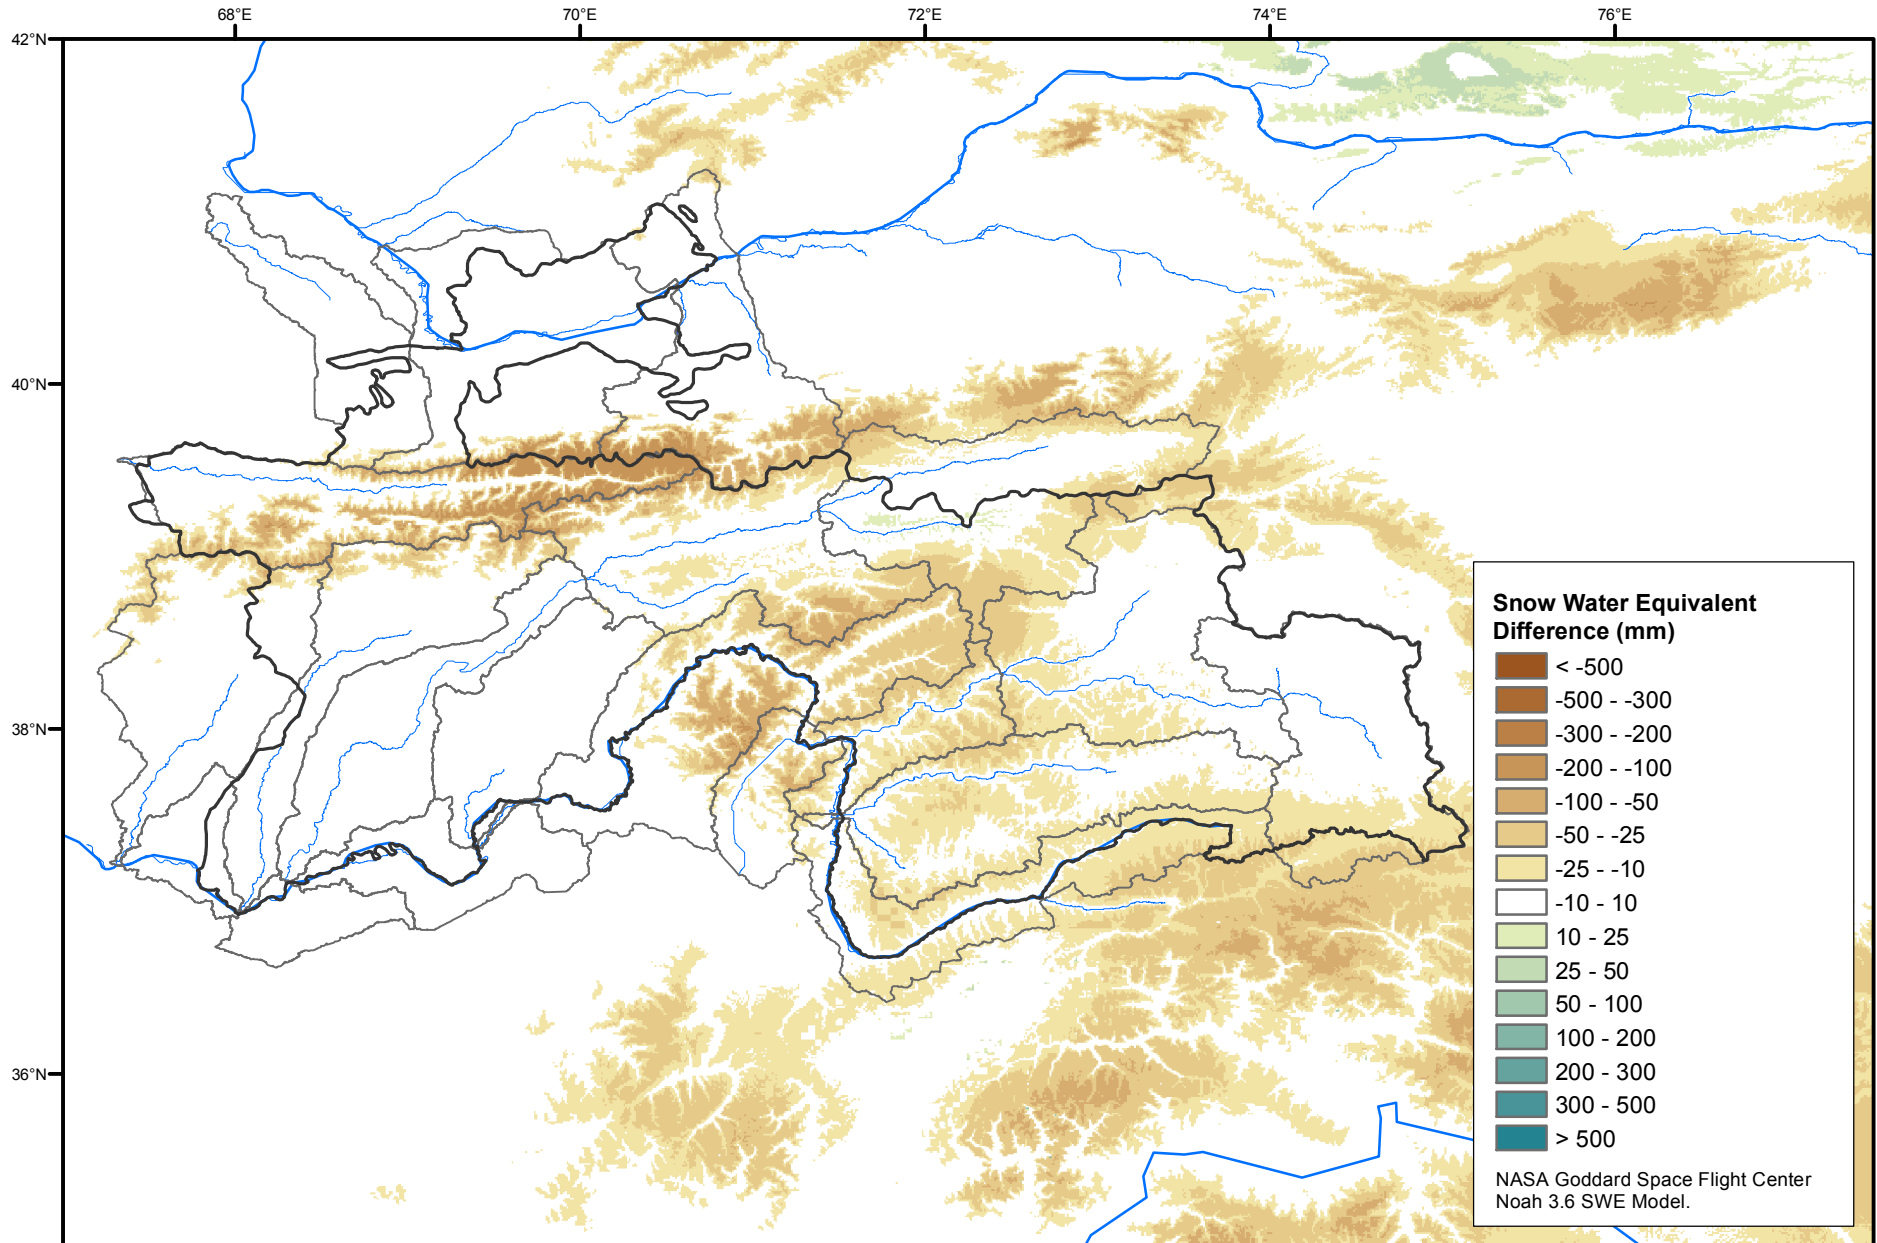 68°E
70°E
72°E
74°E
76°E
42°N
40°N
38°N
36°N
Snow Water Equivalent
Difference (mm)
< -500
-500 - -300
-300 - -200
-200 - -100
-100 - -50
-50 - -25
-25 - -10
-10 - 10
10 - 25
25 - 50
50 - 100
100 - 200
200 - 300
300 - 500
> 500
NASA Goddard Space Flight Center
Noah 3.6 SWE Model.